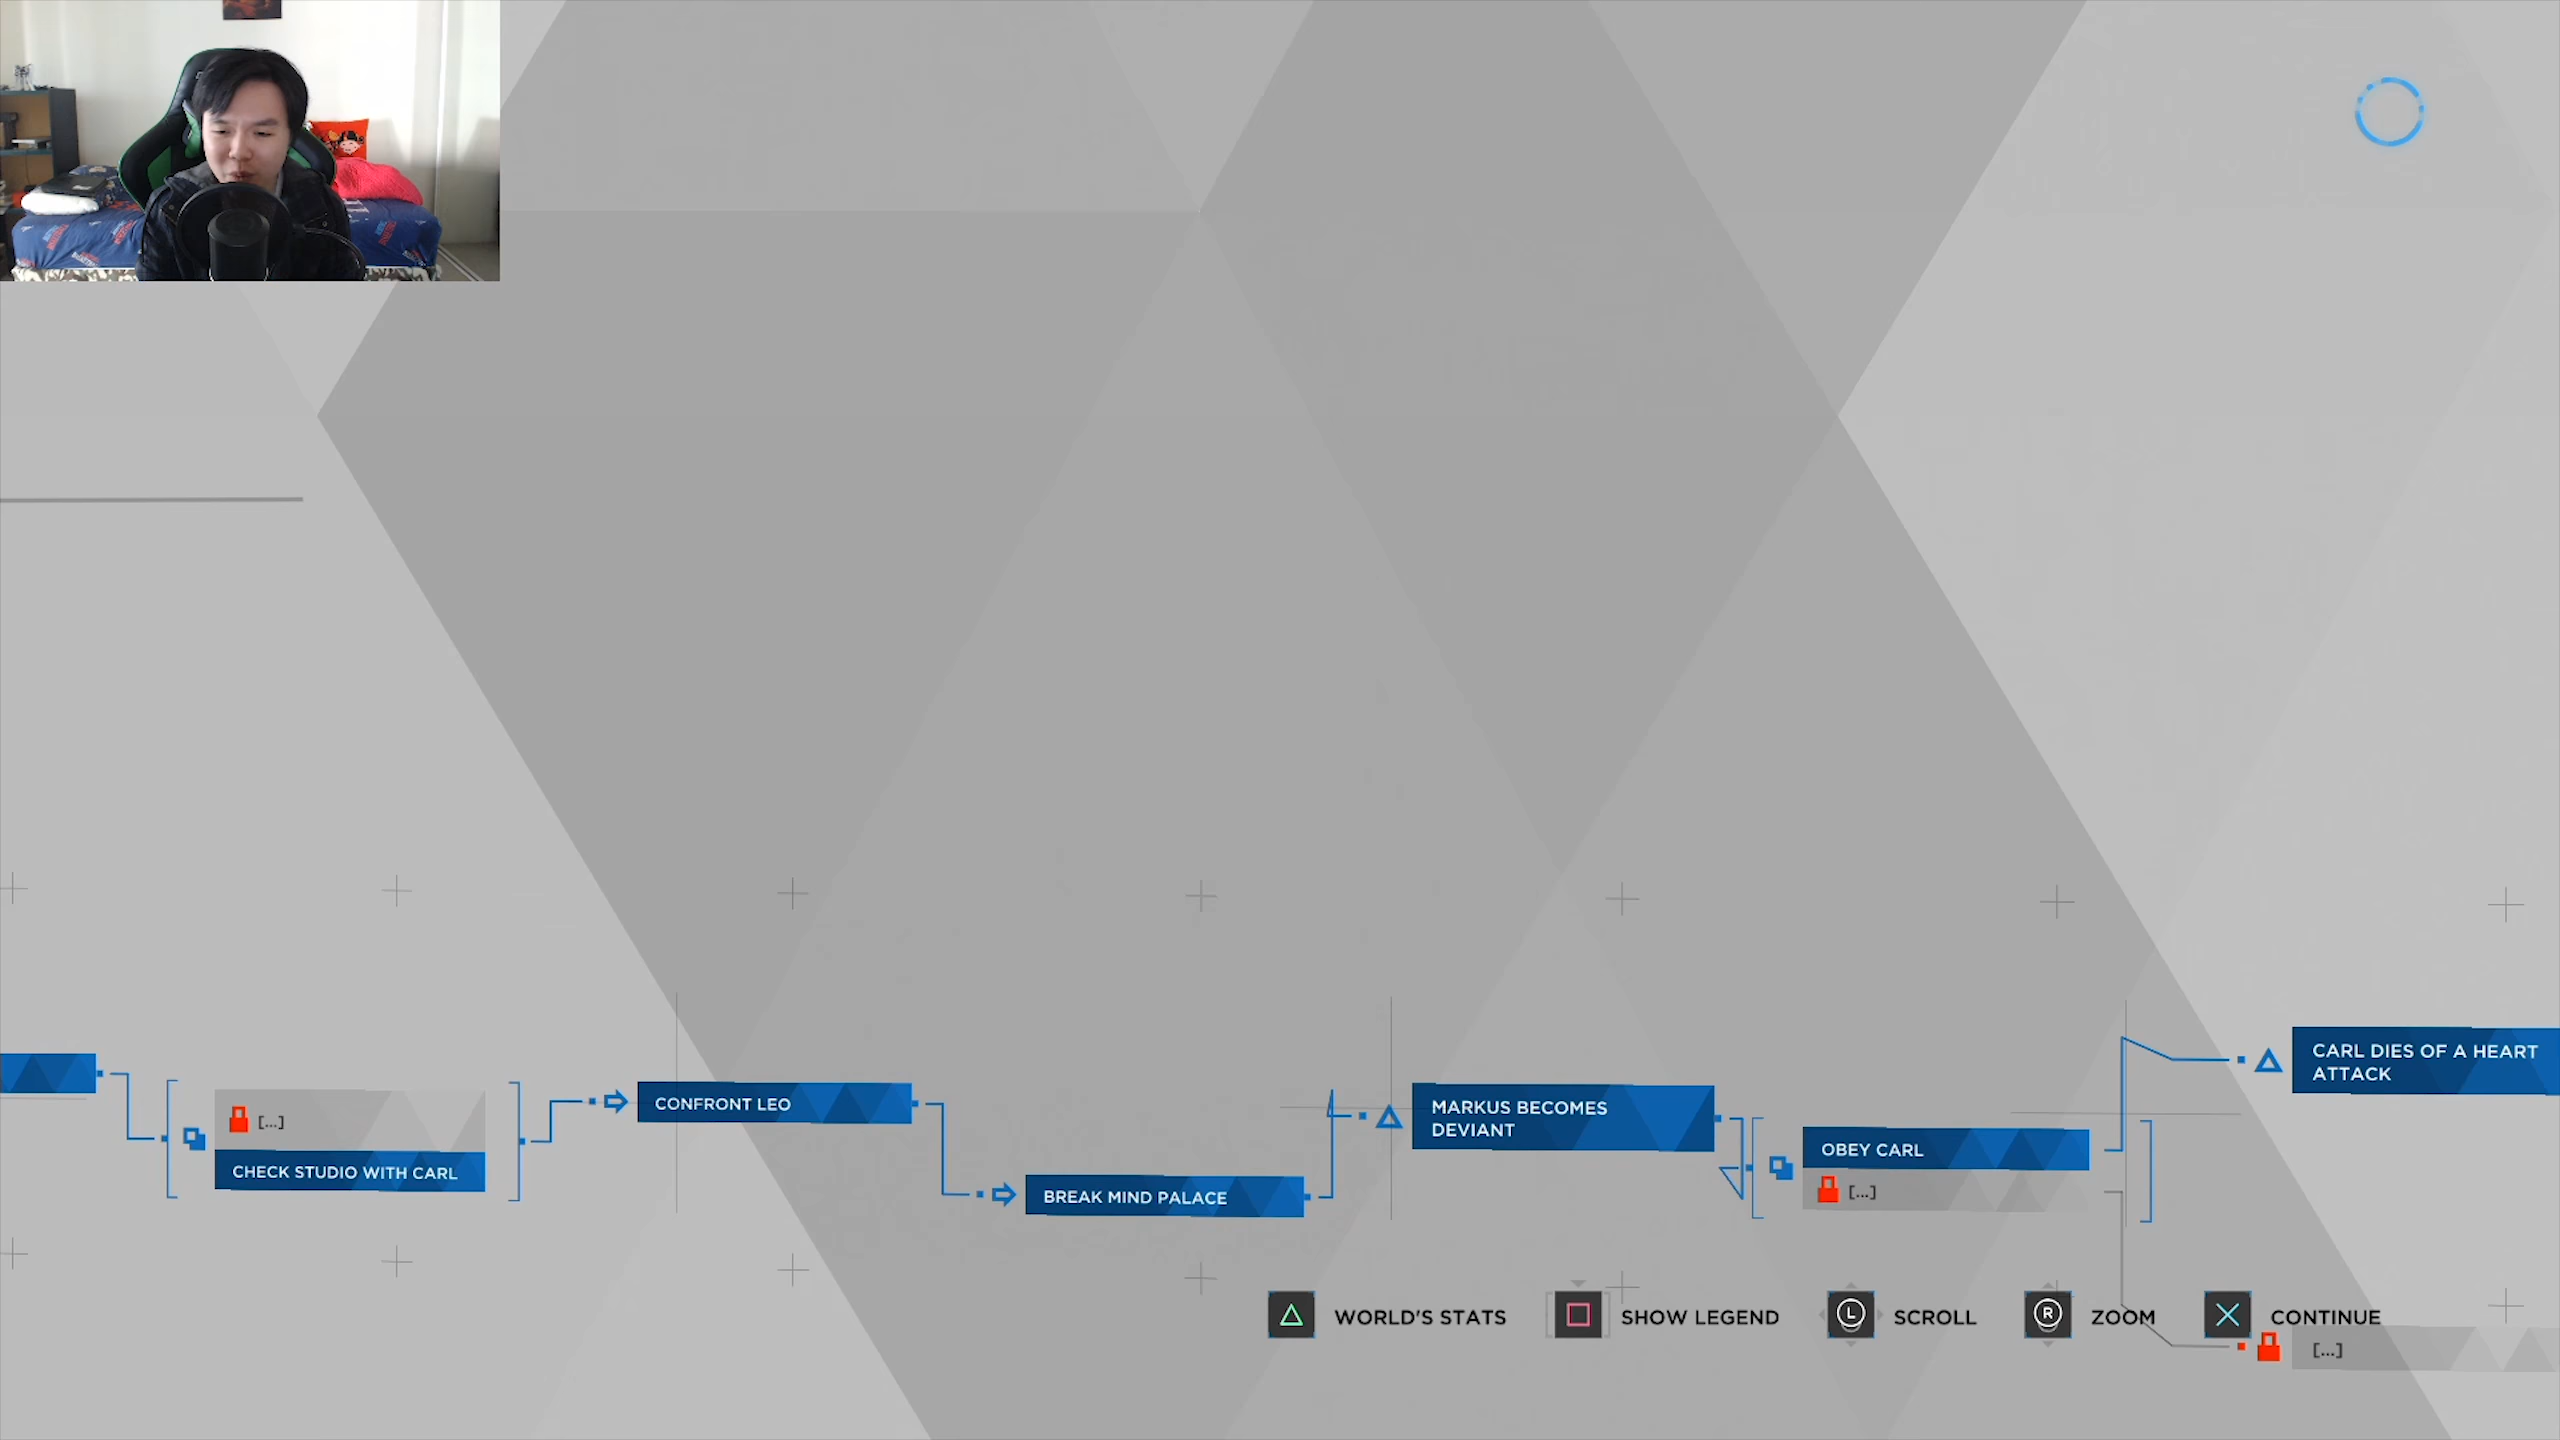 [...]
CHECK STUDIO WITH CARL
CONFRONT LEO
BREAK MIND PALACE
MARKUS BECOMES
DEVIANT
OBEY CARL
[...]
CARL DIES OF A HEART
ATTACK
[...]
WORLD'S STATS
SHOW LEGEND
L
SCROLL
R
ZOOM
CONTINUE